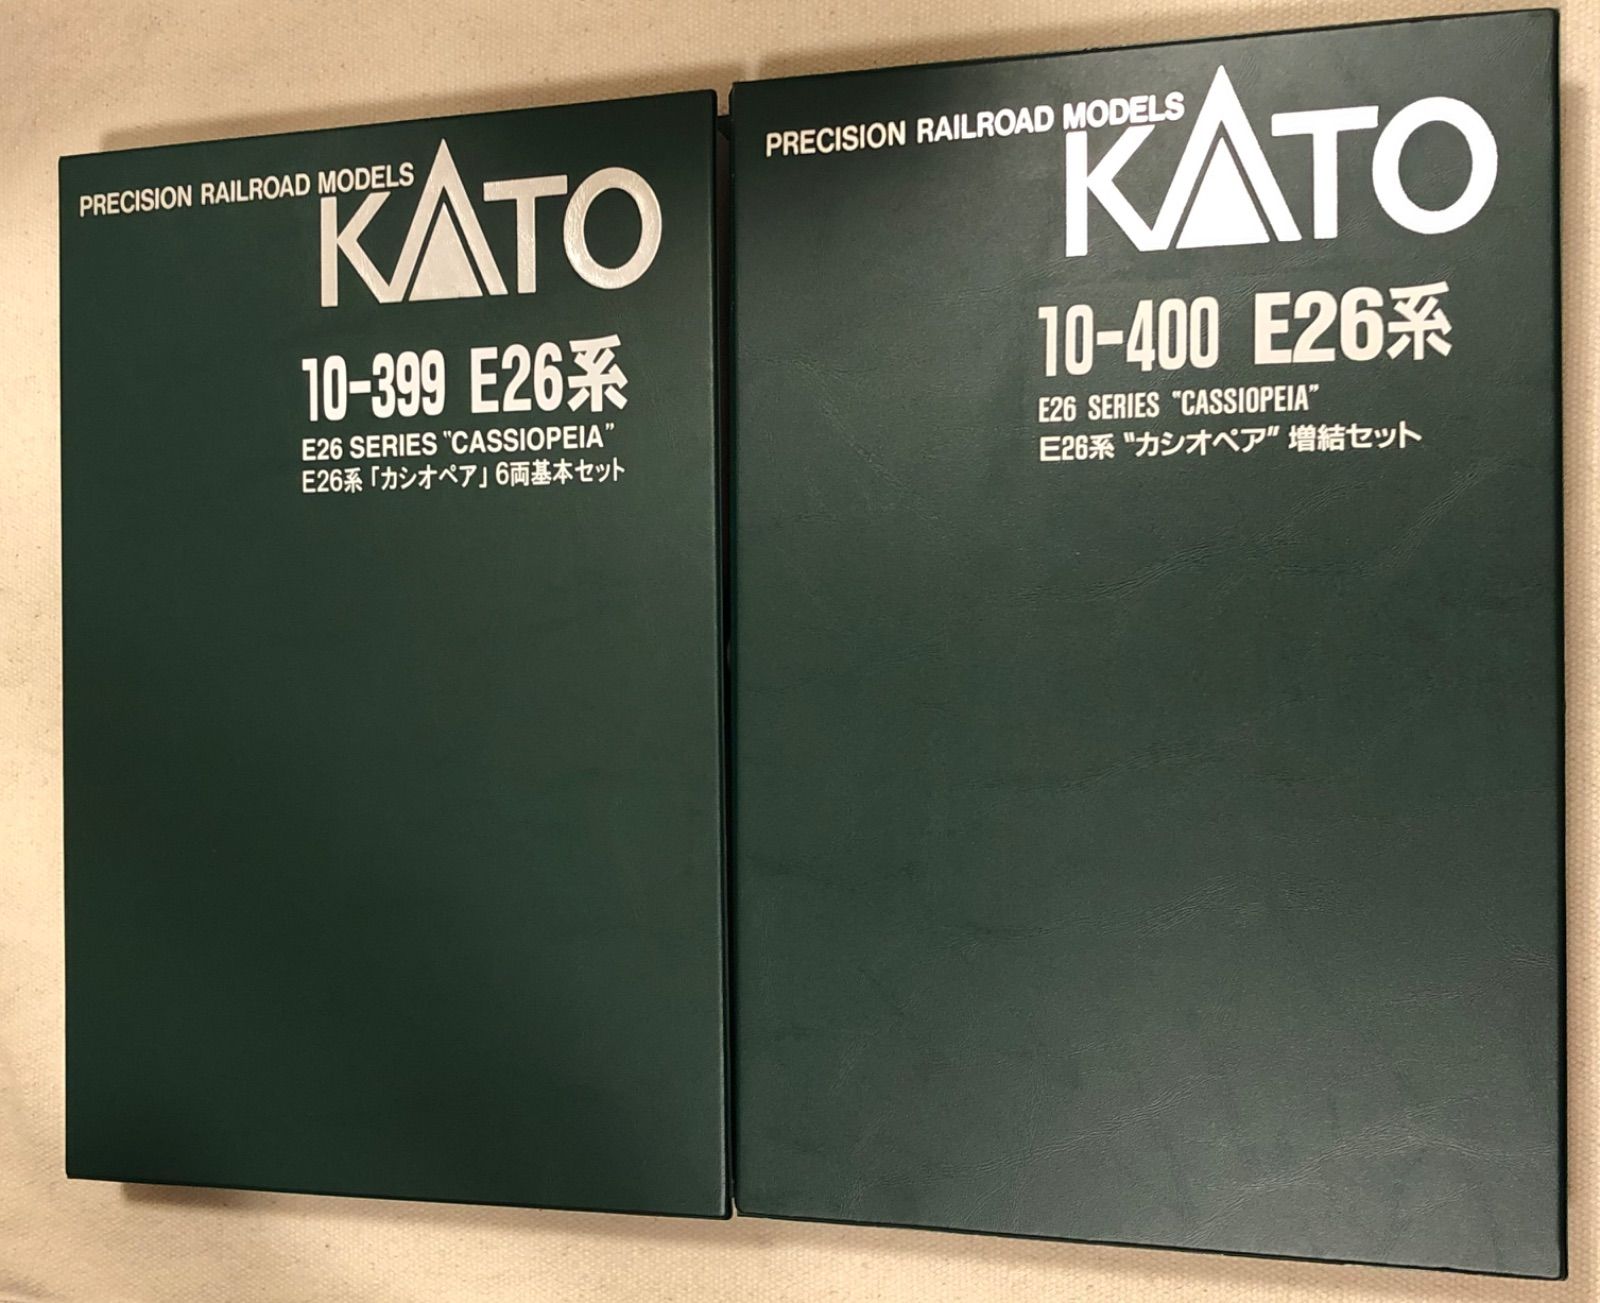 PRECISION RAILROAD MODELS
KATO
10-399 E26系
E26 SERIES "CASSIOPEIA"
E26系「カシオペア」6両基本セット
PRECISION RAILROAD MODELS
KATO
10-400 E26系
E26 SERIES "CASSIOPEIA"
E26系 "カシオペア" 増結セット